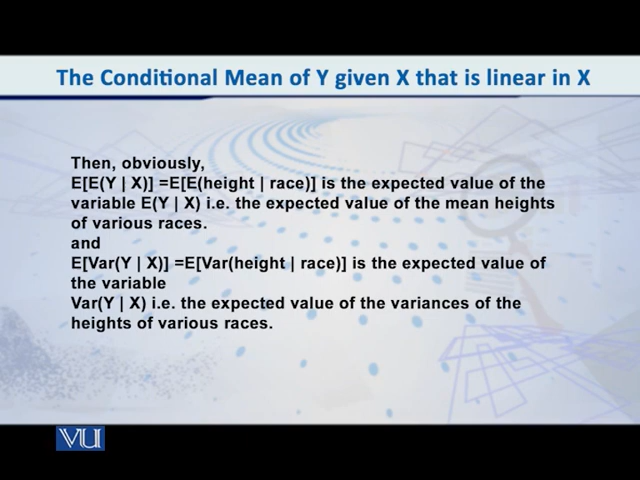 The Conditional Mean of Y given X that is linear in X
Then, obviously,
E[E(Y | X)] =E[E(height | race)] is the expected value of the
variable E(Y | X) i.e. the expected value of the mean heights
of various races.
and
E[Var(Y | X)] =E[Var(height | race)] is the expected value of
the variable
Var(Y | X) i.e. the expected value of the variances of the
heights of various races.
VU